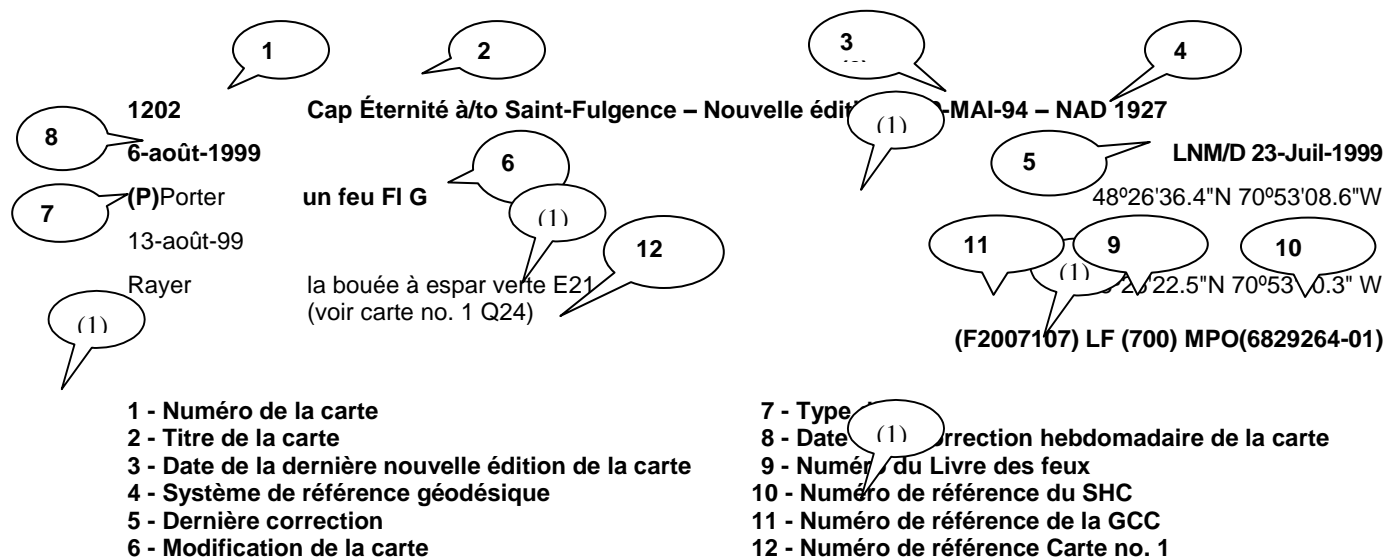 1 2 3 4
1202 Cap Éternité à/to Saint-Fulgence – Nouvelle -MAI-94 – NAD 1927
8 (1)
6-août-1999 6 5 LNM/D 23-Juil-1999
(P)Porter un feu Fl G 48º26'36.4"N 70º53'08.6"W
7 (1)
13-août-99 12 11 9 10
Rayer la bouée à espar verte E21 (1) N 70º53 W
(1) (voir carte no. 1 Q24)
(F2007107) LF (700) MPO(6829264-01)
1 - Numéro de la carte
2 - Titre de la carte
3 - Date de la dernière nouvelle édition de la carte
4 - Système de référence géodésique
5 - Dernière correction
6 - Modification de la carte
7 - Type
8 - Date (1) hebdomadaire de la carte
9 - Numéro du Livre des feux
10 - Numéro de référence du SHC
11 - Numéro de référence de la GCC
12 - Numéro de référence Carte no. 1